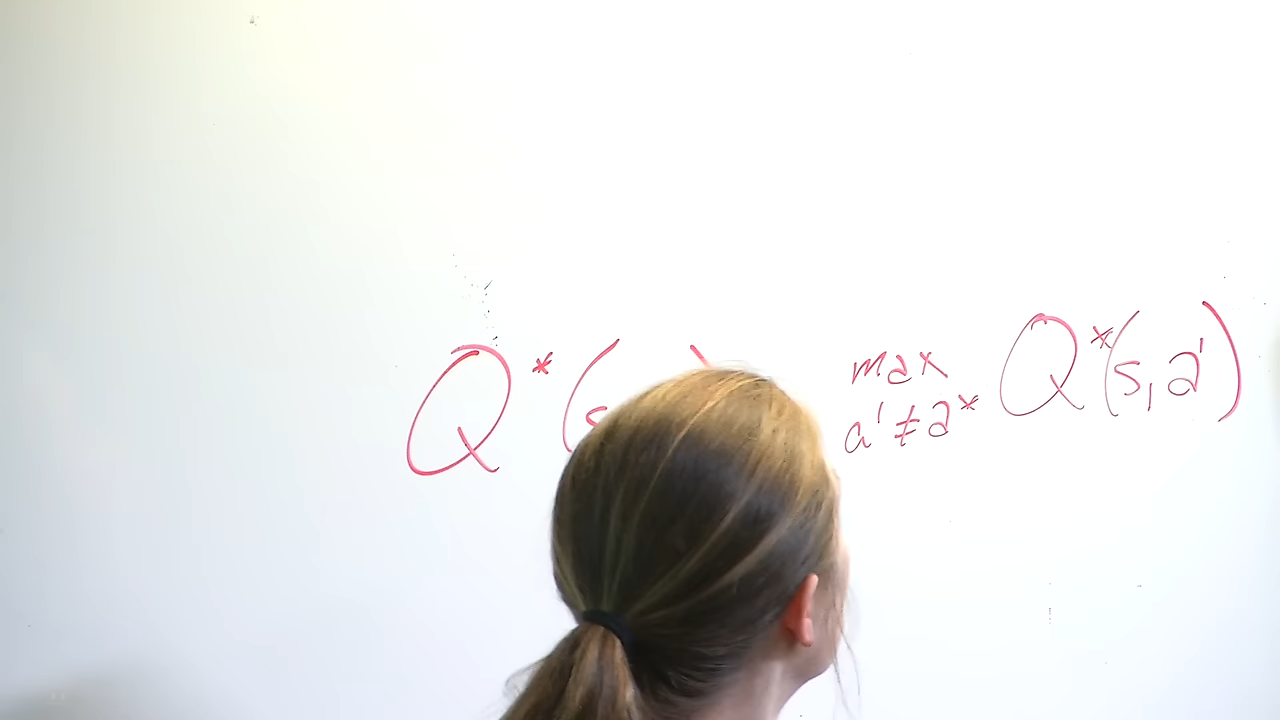 Q*(s ) max Q*(s, a')
a' ≠ a*